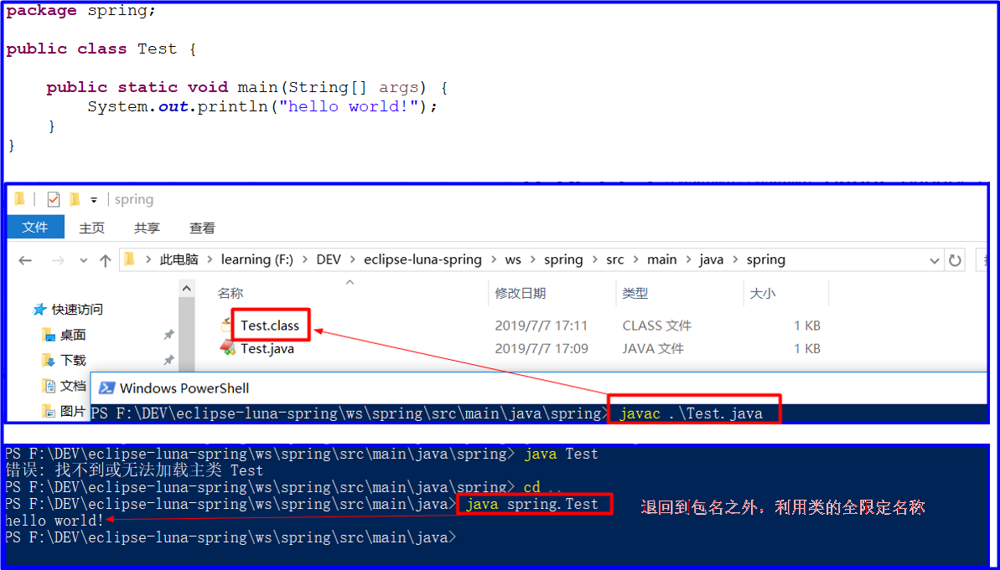 package spring;
public class Test {
public static void main(String[] args) {
System.out.println("hello world!");
}
}
spring
文件 主页 共享 查看
此电脑 learning (F:) DEV eclipse-luna-spring ws spring src main java spring
名称 修改日期 类型 大小
快速访问
Test.class 2019/7/7 17:11 CLASS 文件 1 KB
桌面
Test.java 2019/7/7 17:09 JAVA 文件 1 KB
下载
文档
Windows PowerShell
图片
PS F:\DEV\eclipse-luna-spring\ws\spring\src\main\java\spring> javac .\Test.java
PS F:\DEV\eclipse-luna-spring\ws\spring\src\main\java\spring> java Test
错误: 找不到或无法加载主类 Test
PS F:\DEV\eclipse-luna-spring\ws\spring\src\main\java\spring> cd ..
PS F:\DEV\eclipse-luna-spring\ws\spring\src\main\java> java spring.Test
退回到包名之外，利用类的全限定名称
hello world!
PS F:\DEV\eclipse-luna-spring\ws\spring\src\main\java>